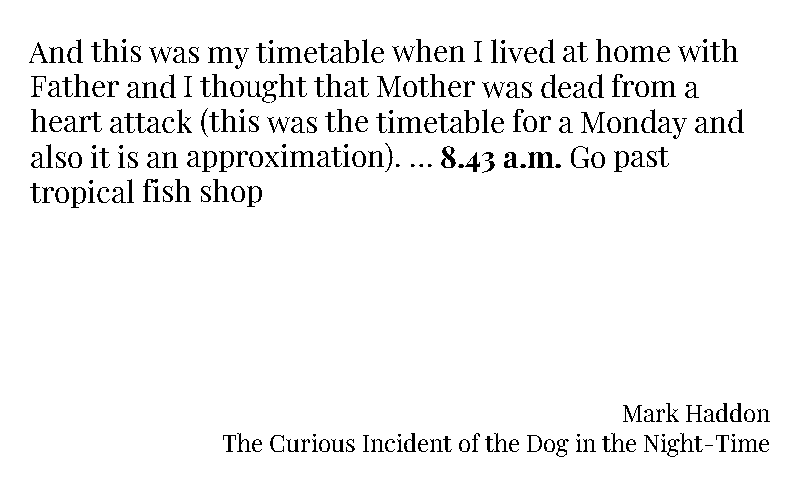 And this was my timetable when I lived at home with
Father and I thought that Mother was dead from a
heart attack (this was the timetable for a Monday and
also it is an approximation). ... 8.43 a.m. Go past
tropical fish shop
Mark Haddon
The Curious Incident of the Dog in the Night-Time